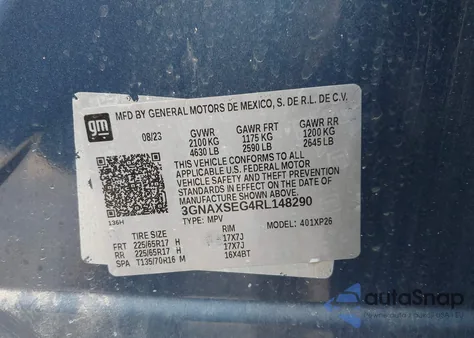 MFD BY GENERAL MOTORS DE MEXICO, S. DE R.L. DE C.V.
gm
08/23 GVWR GAWR FRT GAWR RR
2100 KG 1175 KG 1200 KG
4630 LB 2590 LB 2645 LB
THIS VEHICLE CONFORMS TO ALL
APPLICABLE U.S. FEDERAL MOTOR
VEHICLE SAFETY AND THEFT PREVENTION
STANDARDS IN EFFECT ON THE DATE OF
MANUFACTURE SHOWN ABOVE.
3GNAXSEG4RL148290
136H TYPE: MPV MODEL: 401XP26
TIRE SIZE RIM
FRT 225/65R17 H 17X7J
RR 225/65R17 H 17X7J
SPA T135/70R16 M 16X4BT
autoSnap